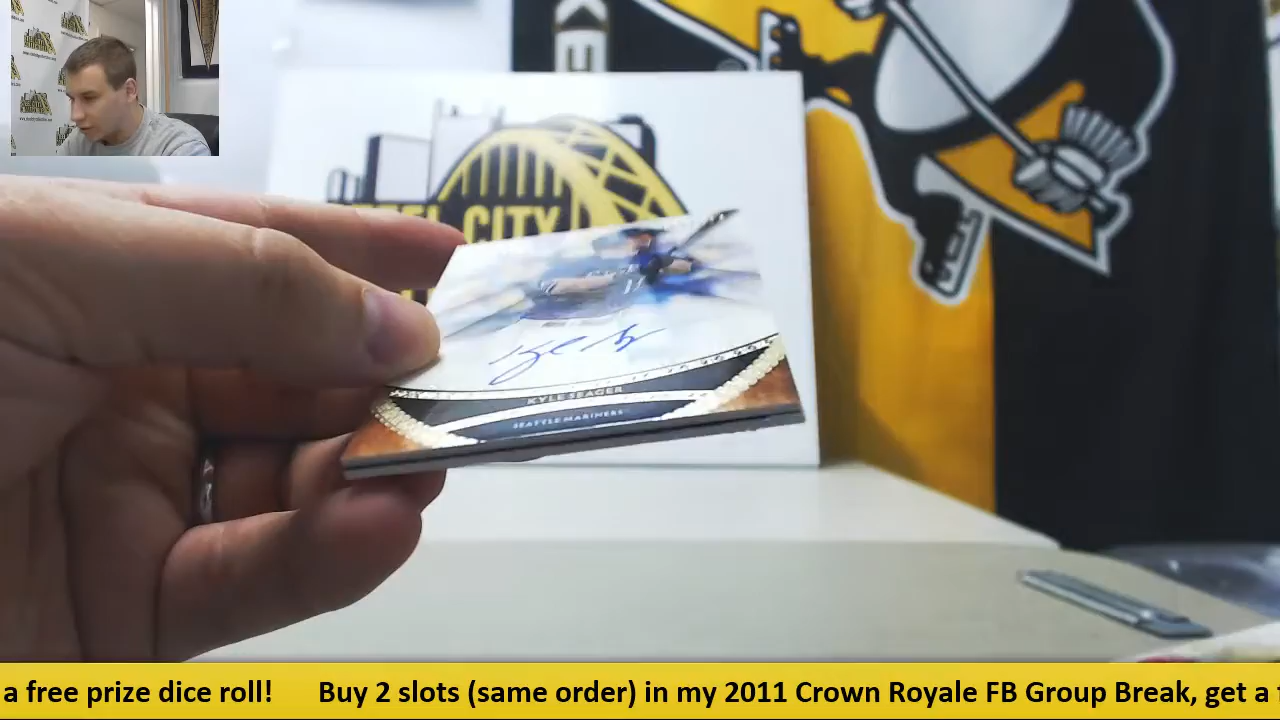 STEEL CITY
KYLE SEAGER
SEATTLE MARINERS
a free prize dice roll! Buy 2 slots (same order) in my 2011 Crown Royale FB Group Break, get a f